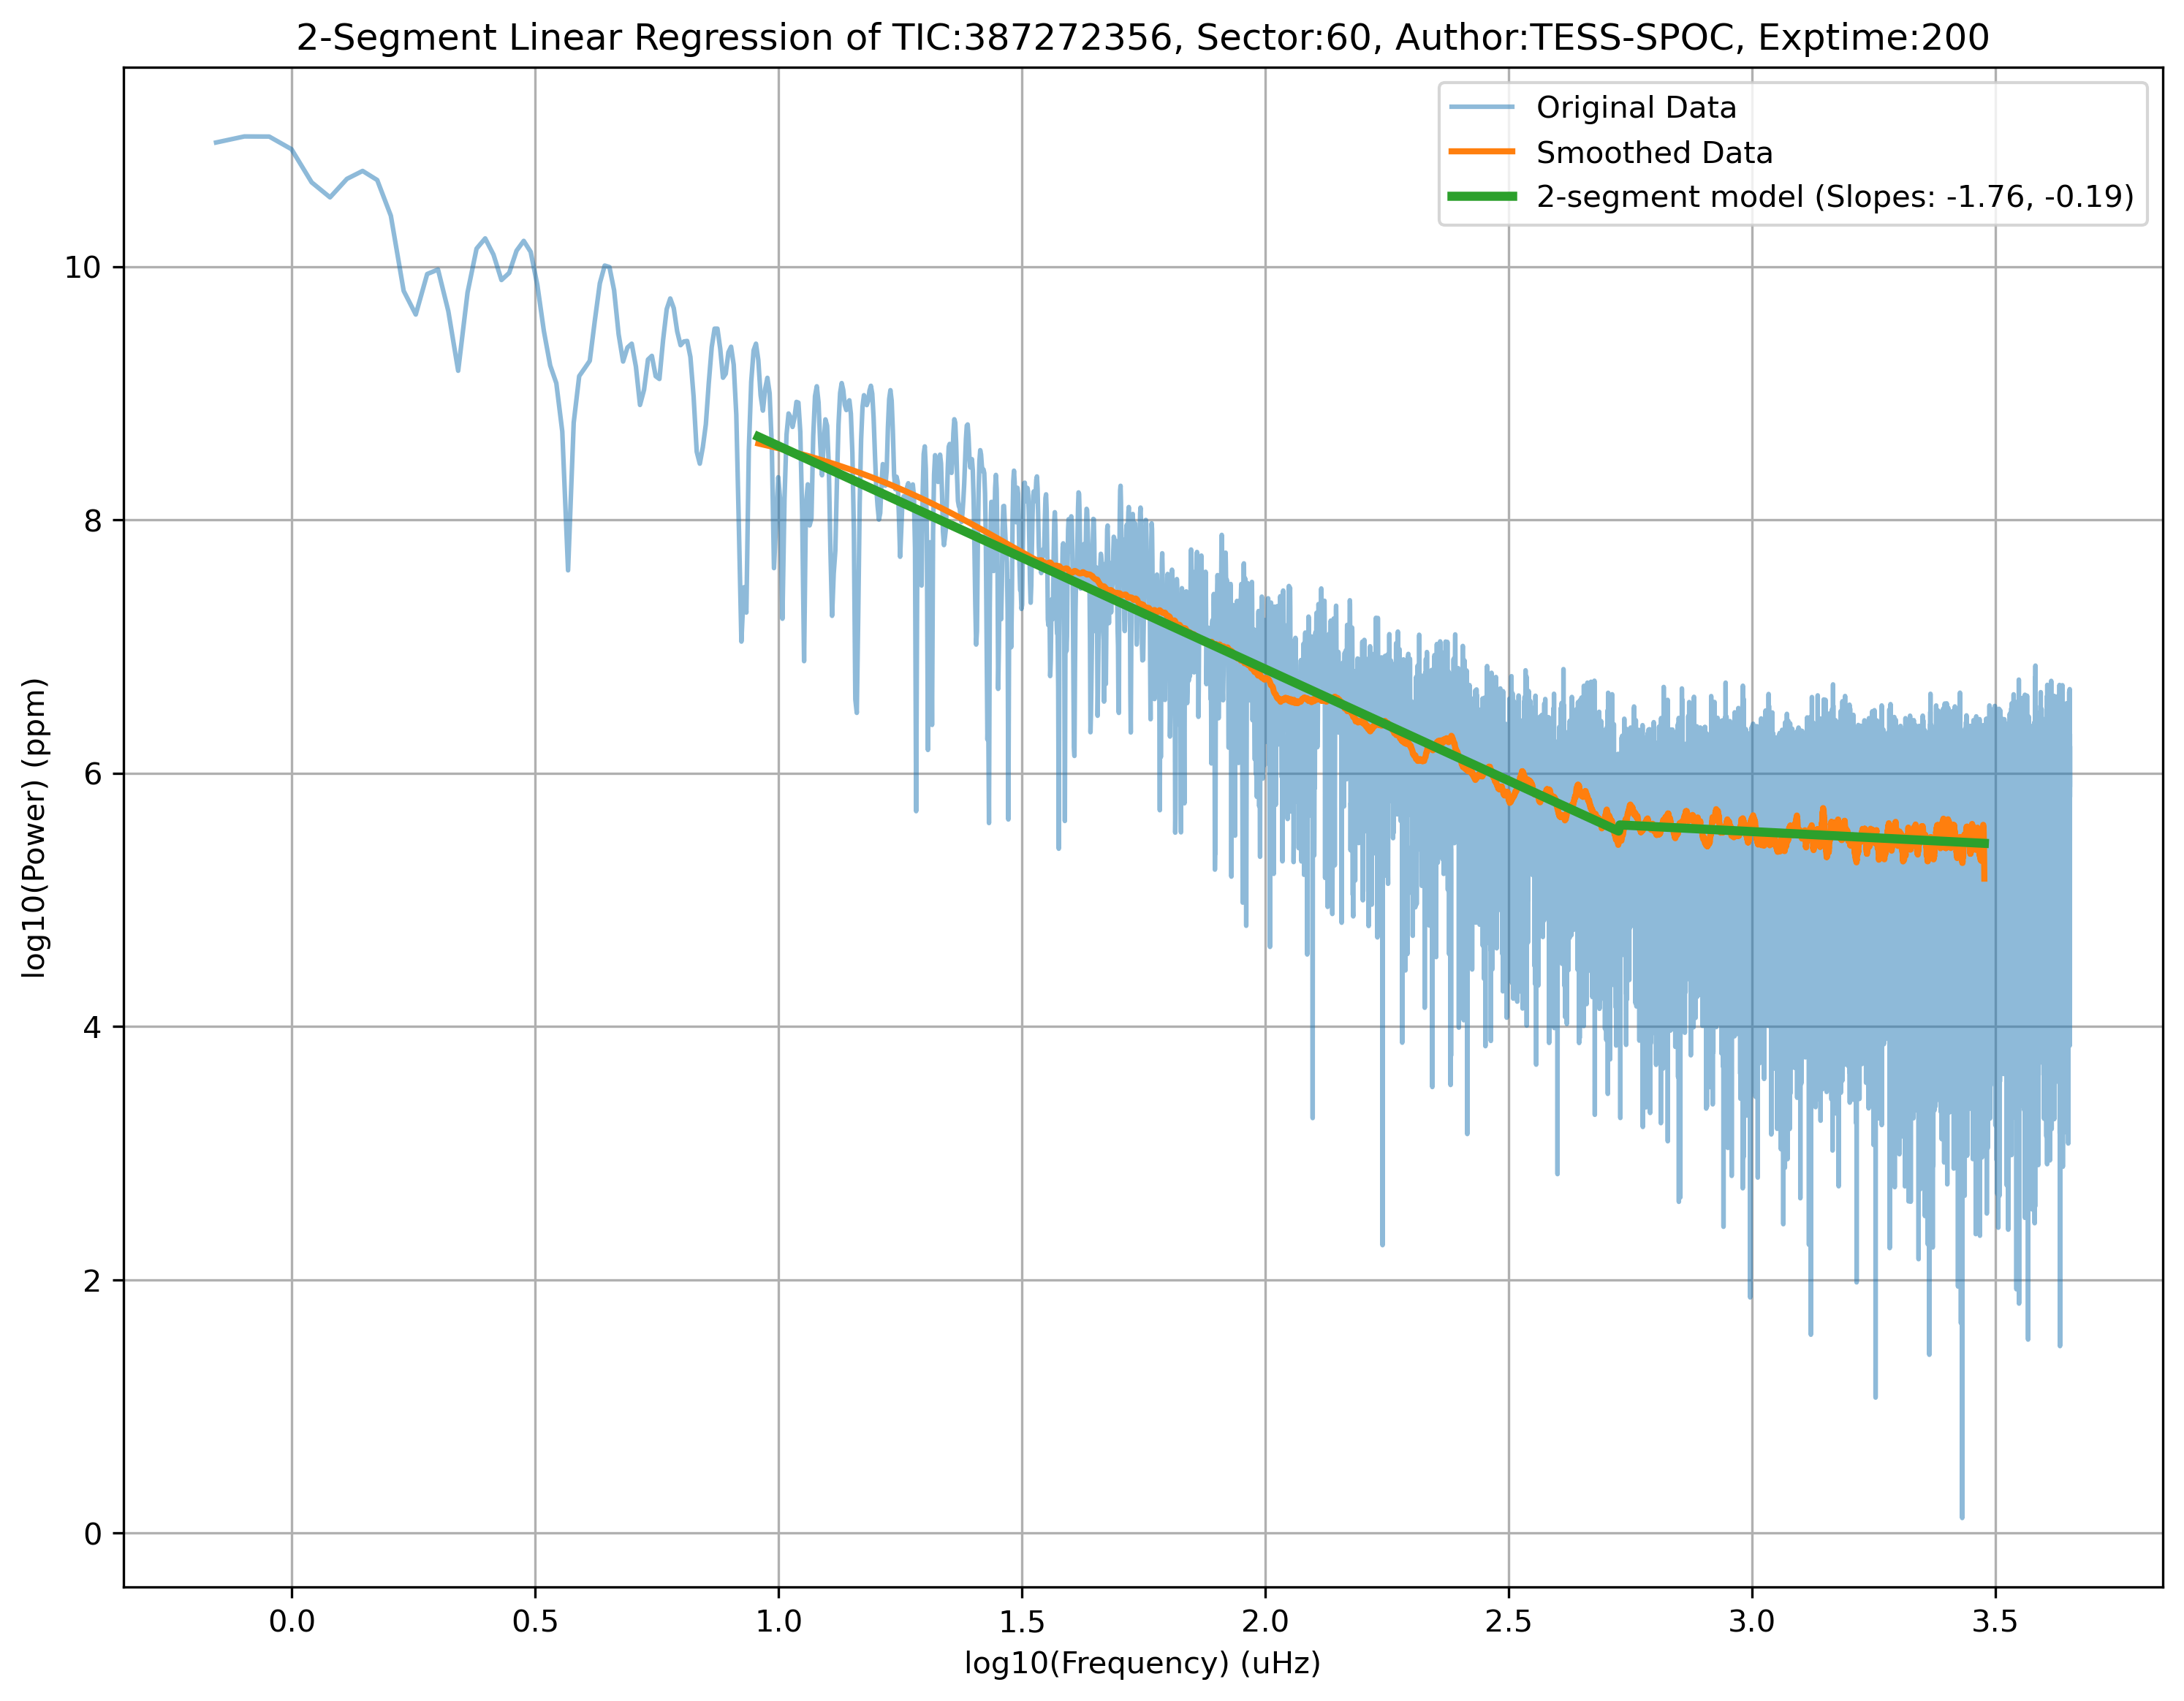 2-Segment Linear Regression of TIC:387272356, Sector:60, Author:TESS-SPOC, Exptime:200
Original Data
Smoothed Data
2-segment model (Slopes: -1.76, -0.19)
log10(Power) (ppm)
10
8
6
4
2
0
0.0 0.5 1.0 1.5 2.0 2.5 3.0 3.5
log10(Frequency) (uHz)